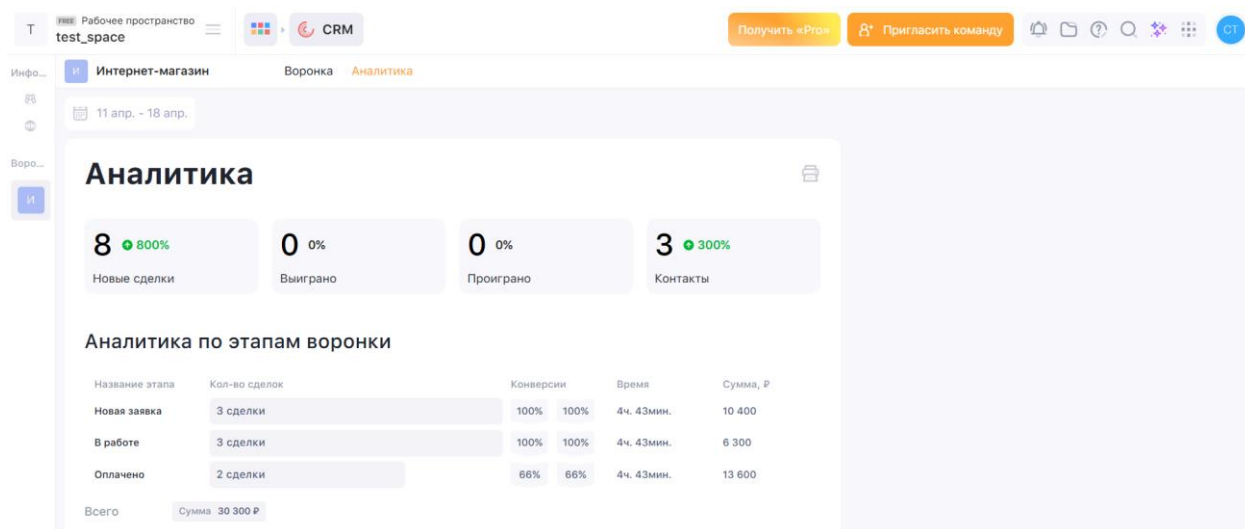 T
FREE Рабочее пространство
test_space
CRM
Получить «Pro»
Пригласить команду
СТ
Инфо...
И Интернет-магазин Воронка Аналитика
11 апр. - 18 апр.
Воро...
И
Аналитика
8 800% 0 0% 0 0% 3 300%
Новые сделки Выиграно Проиграно Контакты
Аналитика по этапам воронки
Название этапа Кол-во сделок Конверсии Время Сумма, ₽
Новая заявка 3 сделки 100% 100% 4ч. 43мин. 10 400
В работе 3 сделки 100% 100% 4ч. 43мин. 6 300
Оплачено 2 сделки 66% 66% 4ч. 43мин. 13 600
Всего Сумма 30 300 ₽